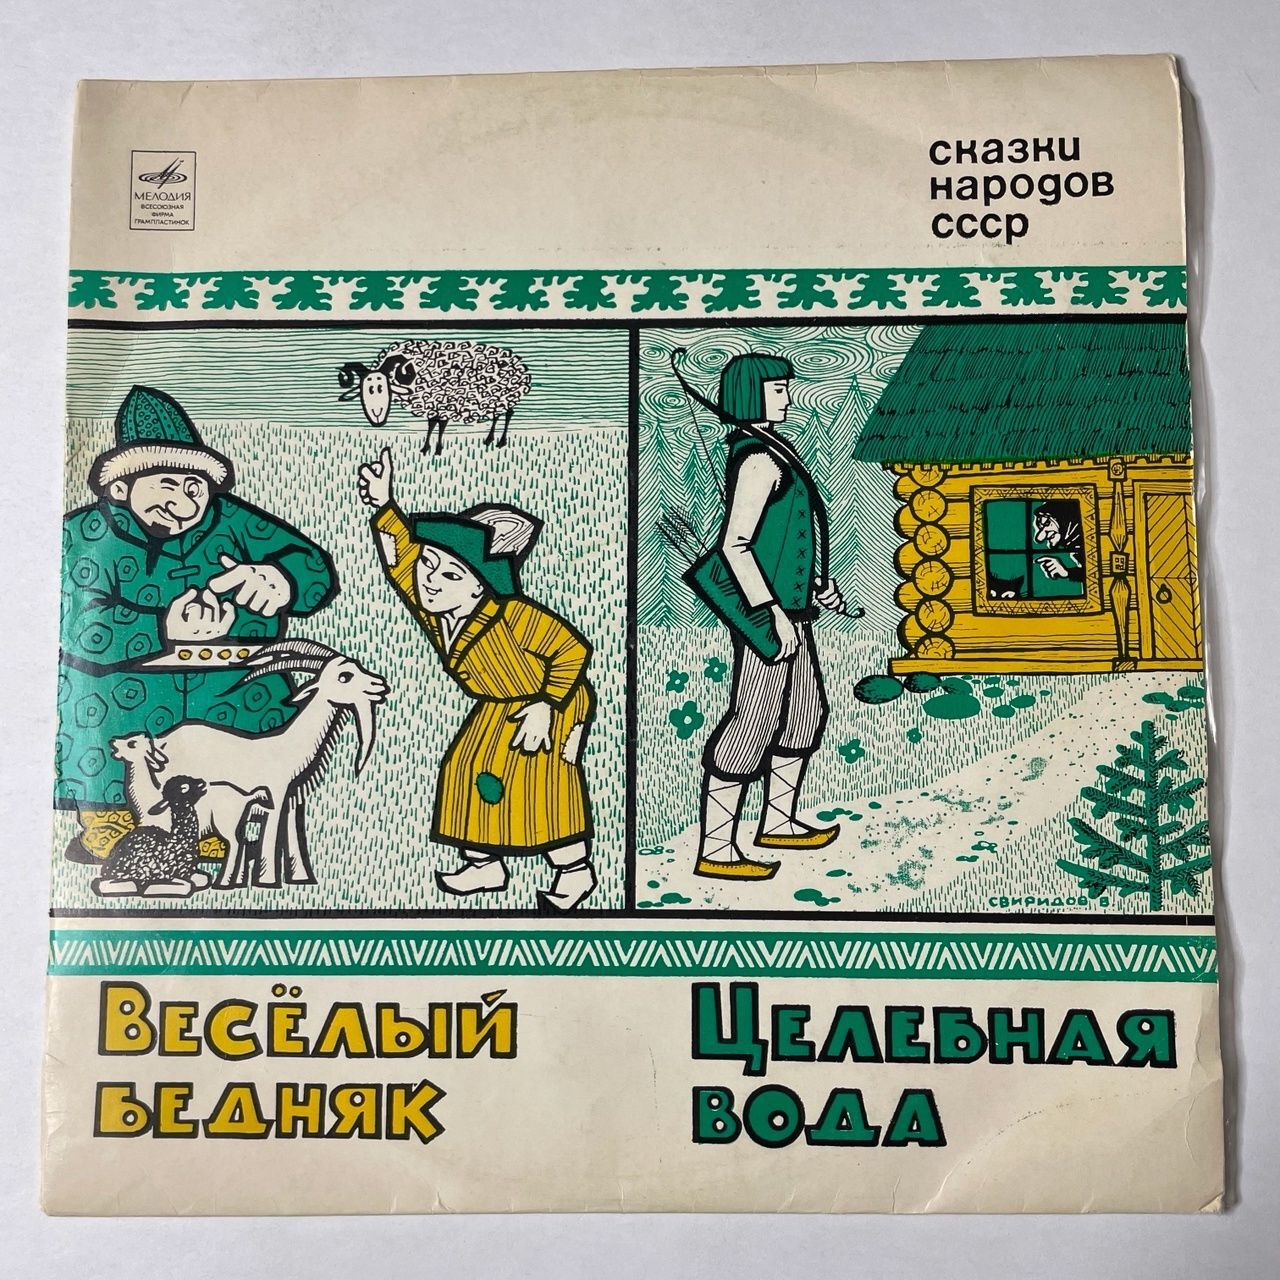 МЕЛОДИЯ
ВСЕСОЮЗНАЯ
ФИРМА
ГРАМПЛАСТИНОК
сказки
народов
ссср
СВИРИДОВ В
ВЕСЁЛЫЙ
БЕДНЯК
ЦЕЛЕБНАЯ
ВОДА